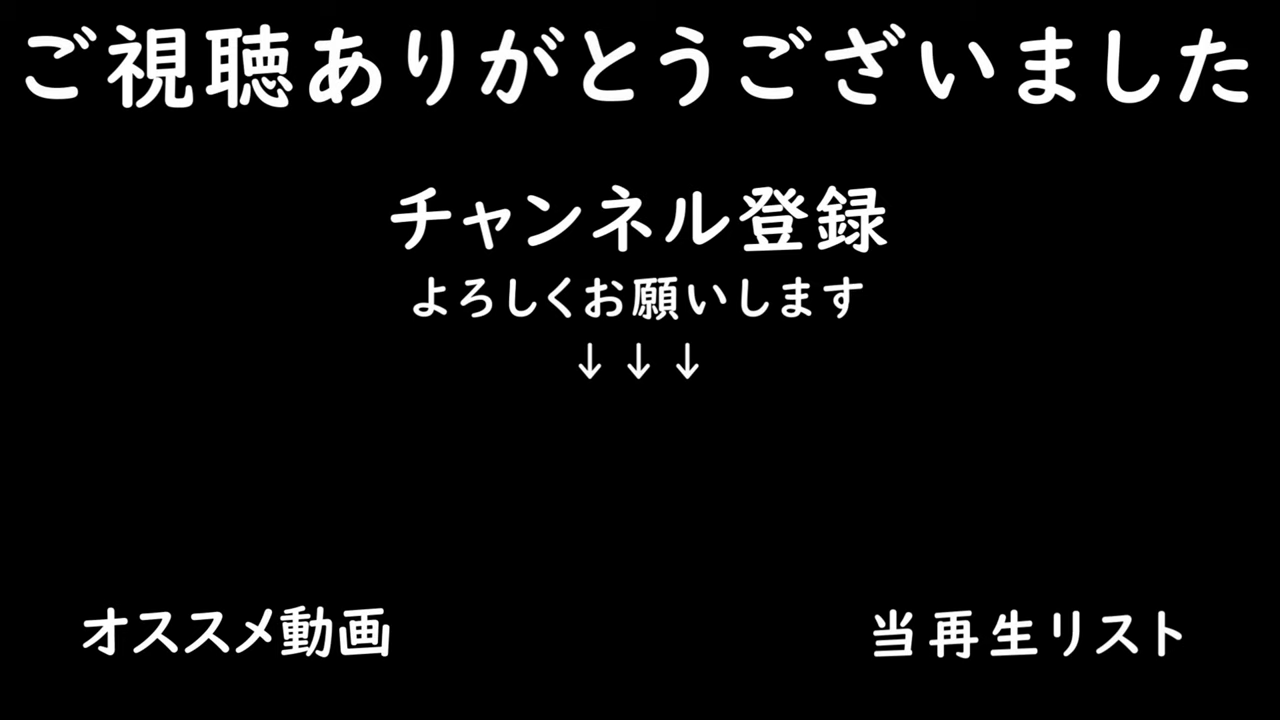 ご視聴ありがとうございました
チャンネル登録
よろしくお願いします
↓ ↓ ↓
オススメ動画
当再生リスト